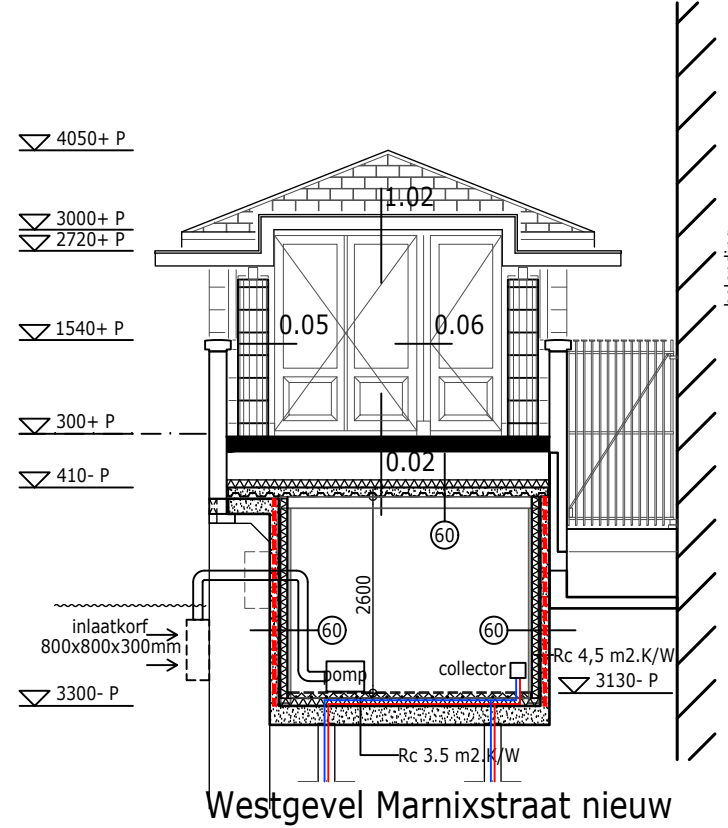 4050+ P
3000+ P
2720+ P
1.02
1540+ P
0.05
0.06
300+ P
410- P
0.02
60
2600
inlaatkorf
800x800x300mm
60
60
pomp
collector
Rc 4,5 m2.K/W
3300- P
3130- P
Rc 3.5 m2.K/W
Westgevel Marnixstraat nieuw